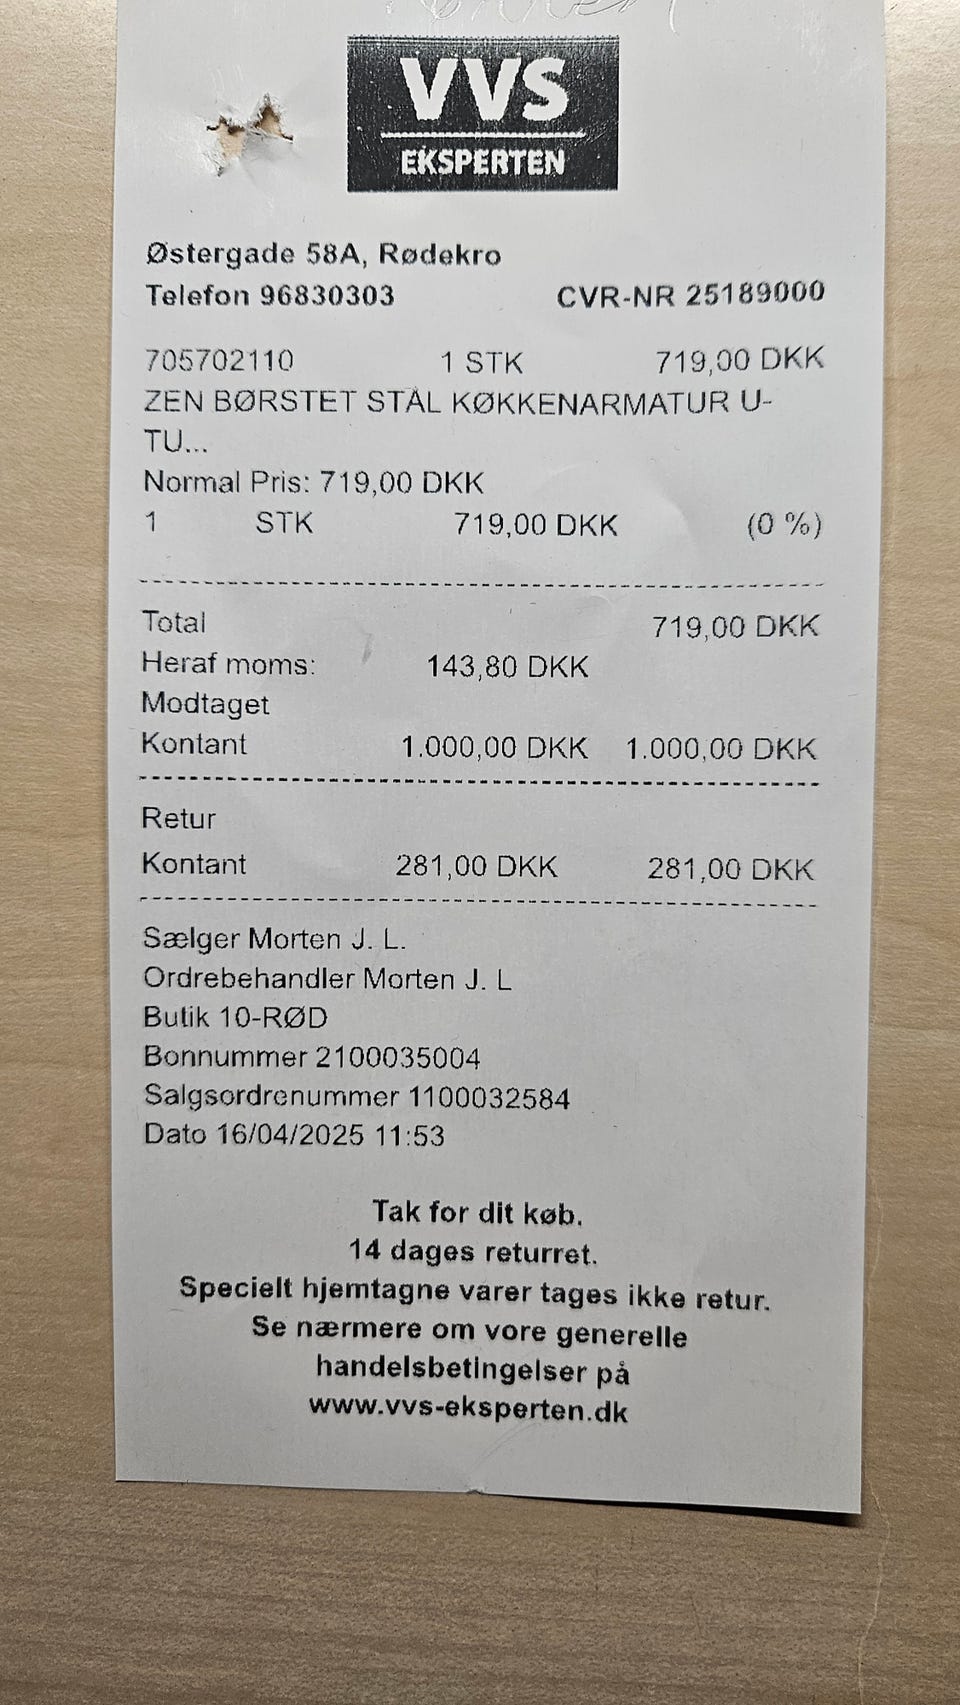 VVS
EKSPERTEN
Østergade 58A, Rødekro
Telefon 96830303 CVR-NR 25189000
705702110 1 STK 719,00 DKK
ZEN BØRSTET STÅL KØKKENARMATUR U-
TU...
Normal Pris: 719,00 DKK
1 STK 719,00 DKK (0 %)
Total 719,00 DKK
Heraf moms: 143,80 DKK
Modtaget
Kontant 1.000,00 DKK 1.000,00 DKK
Retur
Kontant 281,00 DKK 281,00 DKK
Sælger Morten J. L.
Ordrebehandler Morten J. L
Butik 10-RØD
Bonnummer 2100035004
Salgsordrenummer 1100032584
Dato 16/04/2025 11:53
Tak for dit køb.
14 dages returret.
Specielt hjemtagne varer tages ikke retur.
Se nærmere om vore generelle
handelsbetingelser på
www.vvs-eksperten.dk